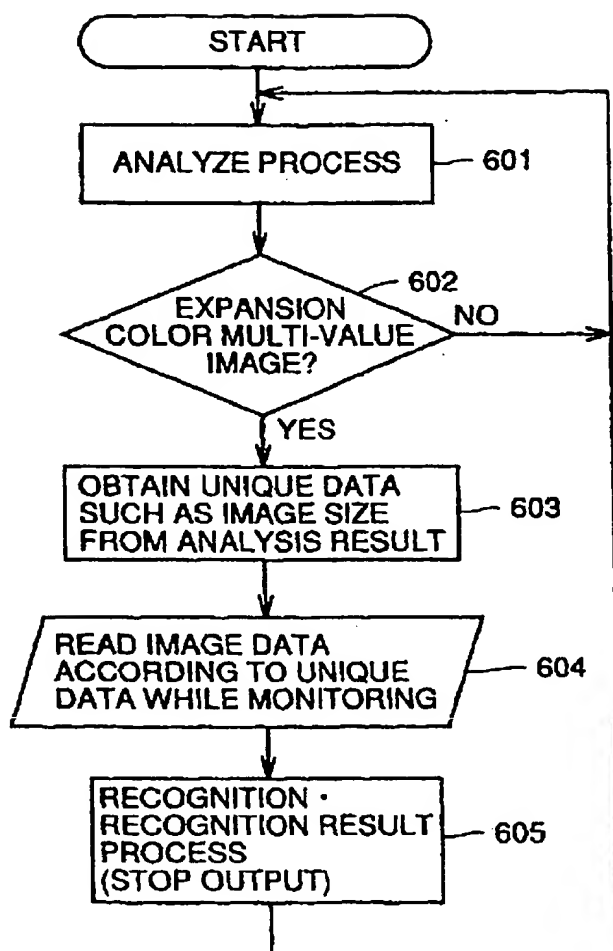 START
ANALYZE PROCESS
601
602
EXPANSION
COLOR MULTI-VALUE
IMAGE?
NO
YES
OBTAIN UNIQUE DATA
SUCH AS IMAGE SIZE
FROM ANALYSIS RESULT
603
READ IMAGE DATA
ACCORDING TO UNIQUE
DATA WHILE MONITORING
604
RECOGNITION ·
RECOGNITION RESULT
PROCESS
(STOP OUTPUT)
605